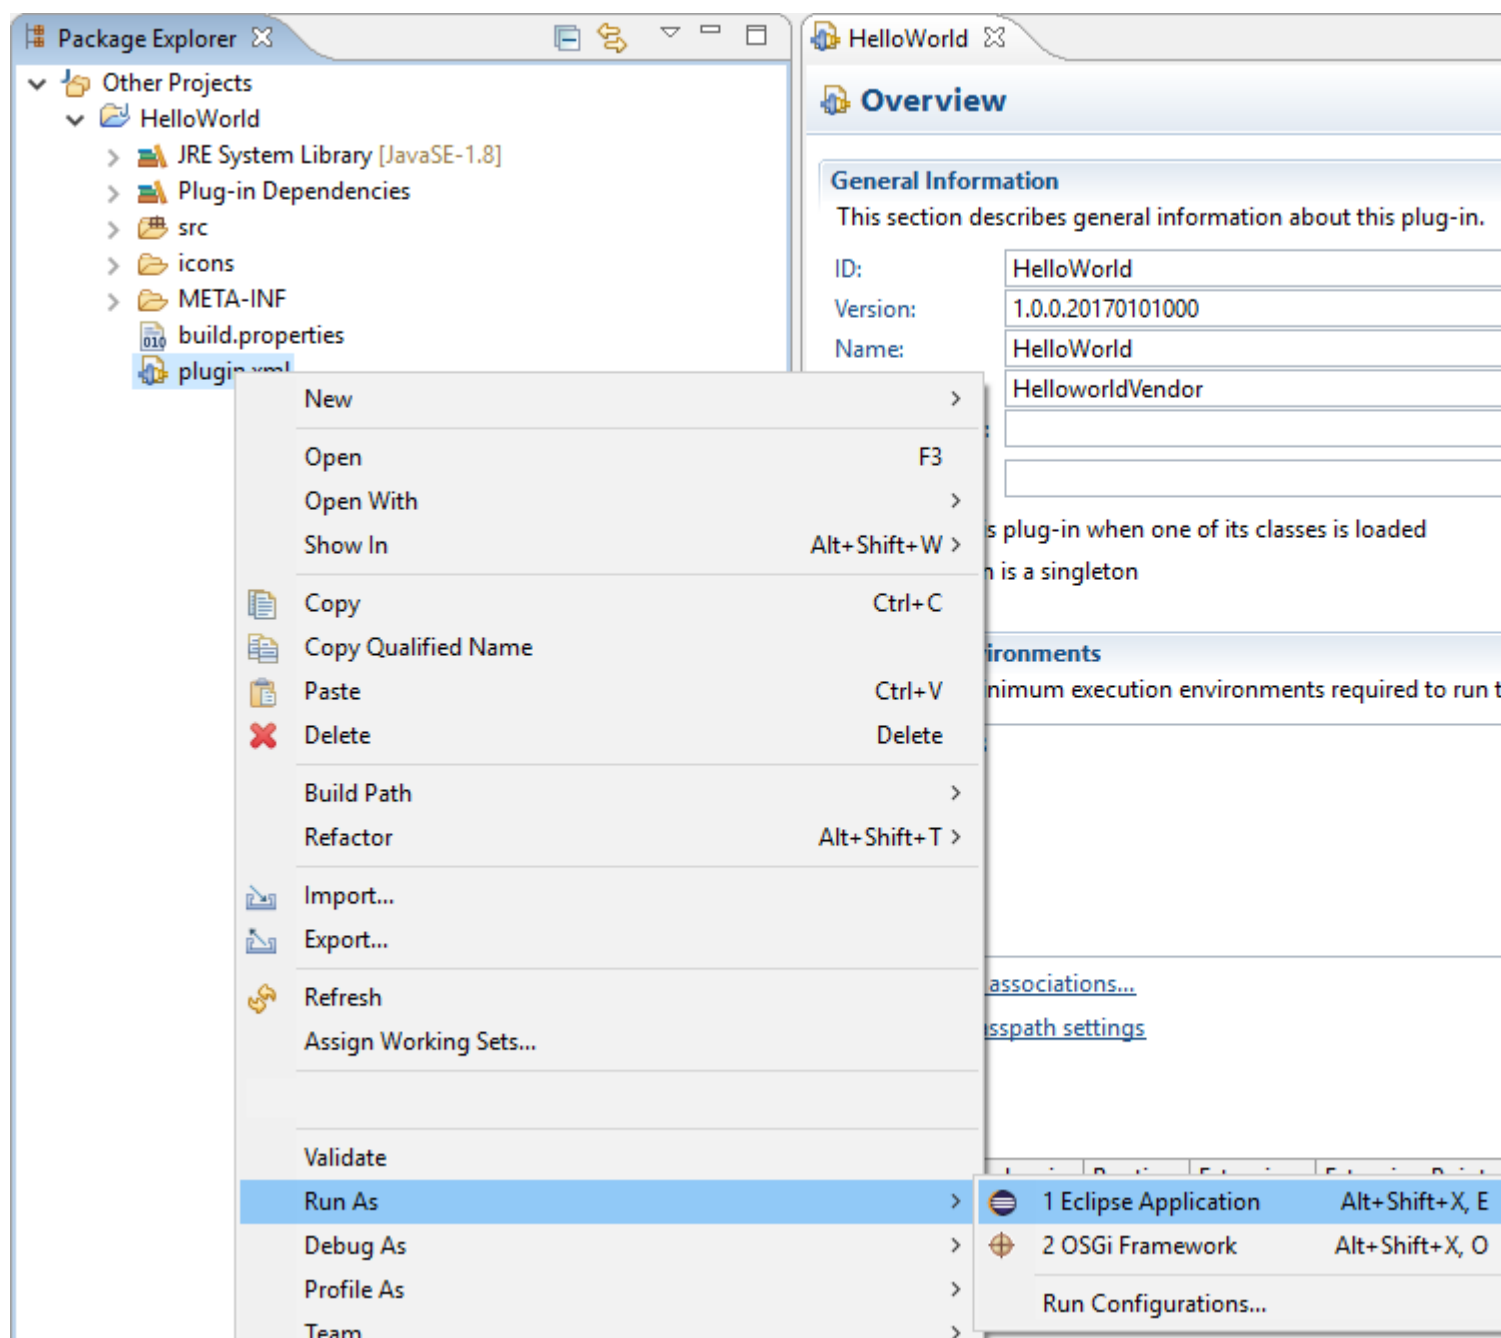 Package Explorer
Other Projects
HelloWorld
JRE System Library [JavaSE-1.8]
Plug-in Dependencies
src
icons
META-INF
build.properties
plugin.xml
New
Open F3
Open With
Show In Alt+Shift+W
Copy Ctrl+C
Copy Qualified Name
Paste Ctrl+V
Delete Delete
Build Path
Refactor Alt+Shift+T
Import...
Export...
Refresh
Assign Working Sets...
Validate
Run As
Debug As
Profile As
Team
1 Eclipse Application Alt+Shift+X, E
2 OSGi Framework Alt+Shift+X, O
Run Configurations...
HelloWorld
Overview
General Information
This section describes general information about this plug-in.
ID: HelloWorld
Version: 1.0.0.20170101000
Name: HelloWorld
HelloworldVendor
s plug-in when one of its classes is loaded
n is a singleton
ironments
nimum execution environments required to run t
associations...
asspath settings